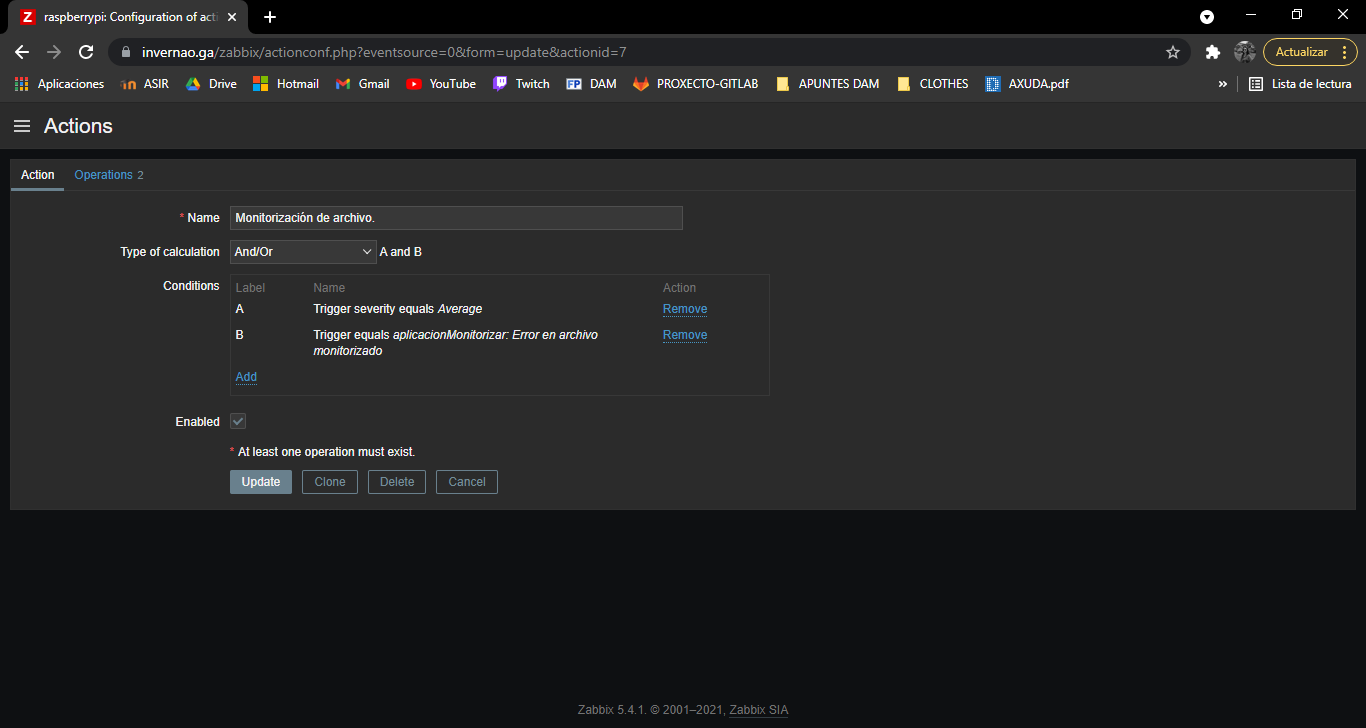 raspberrypi: Configuration of acti
invernao.ga/zabbix/actionconf.php?eventsource=0&form=update&actionid=7
Actualizar
Aplicaciones ASIR Drive Hotmail Gmail YouTube Twitch FP DAM PROXECTO-GITLAB APUNTES DAM CLOTHES AXUDA.pdf » Lista de lectura
Actions
Action Operations 2
* Name Monitorización de archivo.
Type of calculation And/Or A and B
Conditions Label Name Action
A Trigger severity equals Average Remove
B Trigger equals aplicacionMonitorizar: Error en archivo Remove
monitorizado
Add
Enabled
* At least one operation must exist.
Update Clone Delete Cancel
Zabbix 5.4.1. © 2001–2021, Zabbix SIA